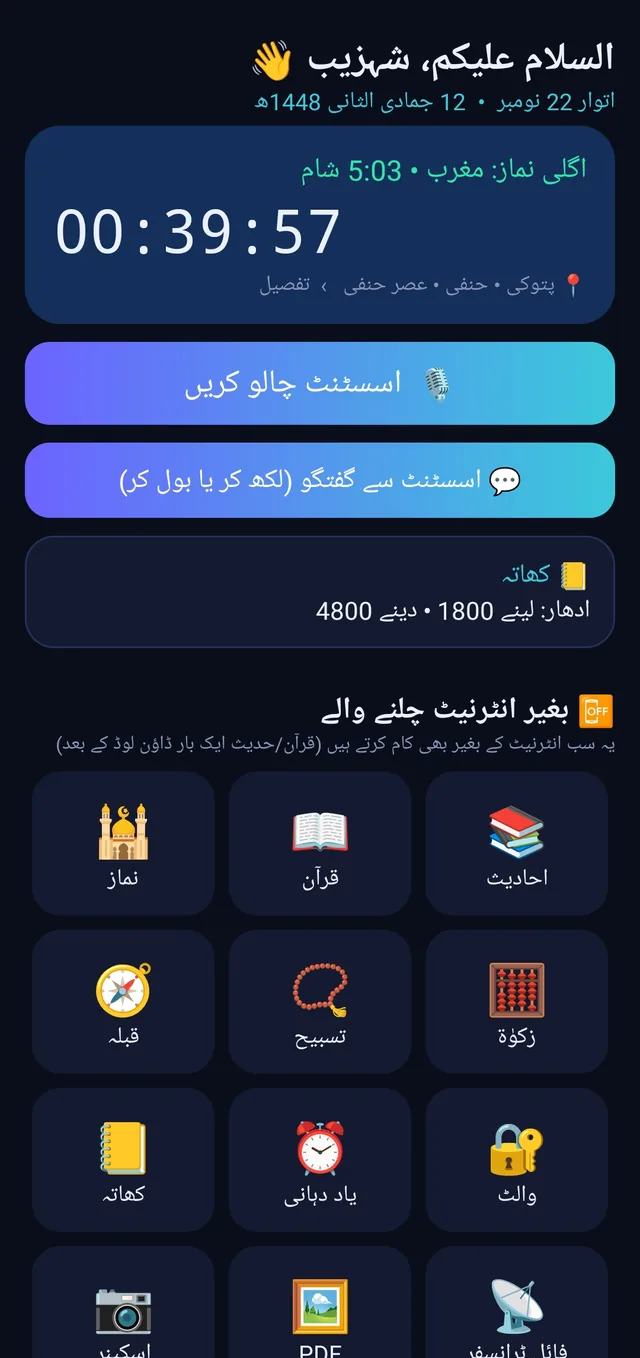 السلام علیکم، شہزیب 👋
اتوار 22 نومبر • 12 جمادی الثانی 1448ھ
اگلی نماز: مغرب • 5:03 شام
00:39:57
📍 پتوکی • حنفی • عصر حنفی › تفصیل
🎙️ اسسٹنٹ چالو کریں
💬 اسسٹنٹ سے گفتگو (لکھ کر یا بول کر)
📒 کھاتہ
ادھار: لینے 1800 • دینے 4800
📴 بغیر انٹرنیٹ چلنے والے
یہ سب انٹرنیٹ کے بغیر بھی کام کرتے ہیں (قرآن/حدیث ایک بار ڈاؤن لوڈ کے بعد)
احادیث
قرآن
نماز
زکوٰۃ
تسبیح
قبلہ
والٹ
یاد دہانی
کھاتہ
فائل ٹرانسفر
PDF
اسکینر